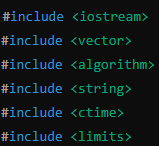 #include <iostream>
#include <vector>
#include <algorithm>
#include <string>
#include <ctime>
#include <limits>